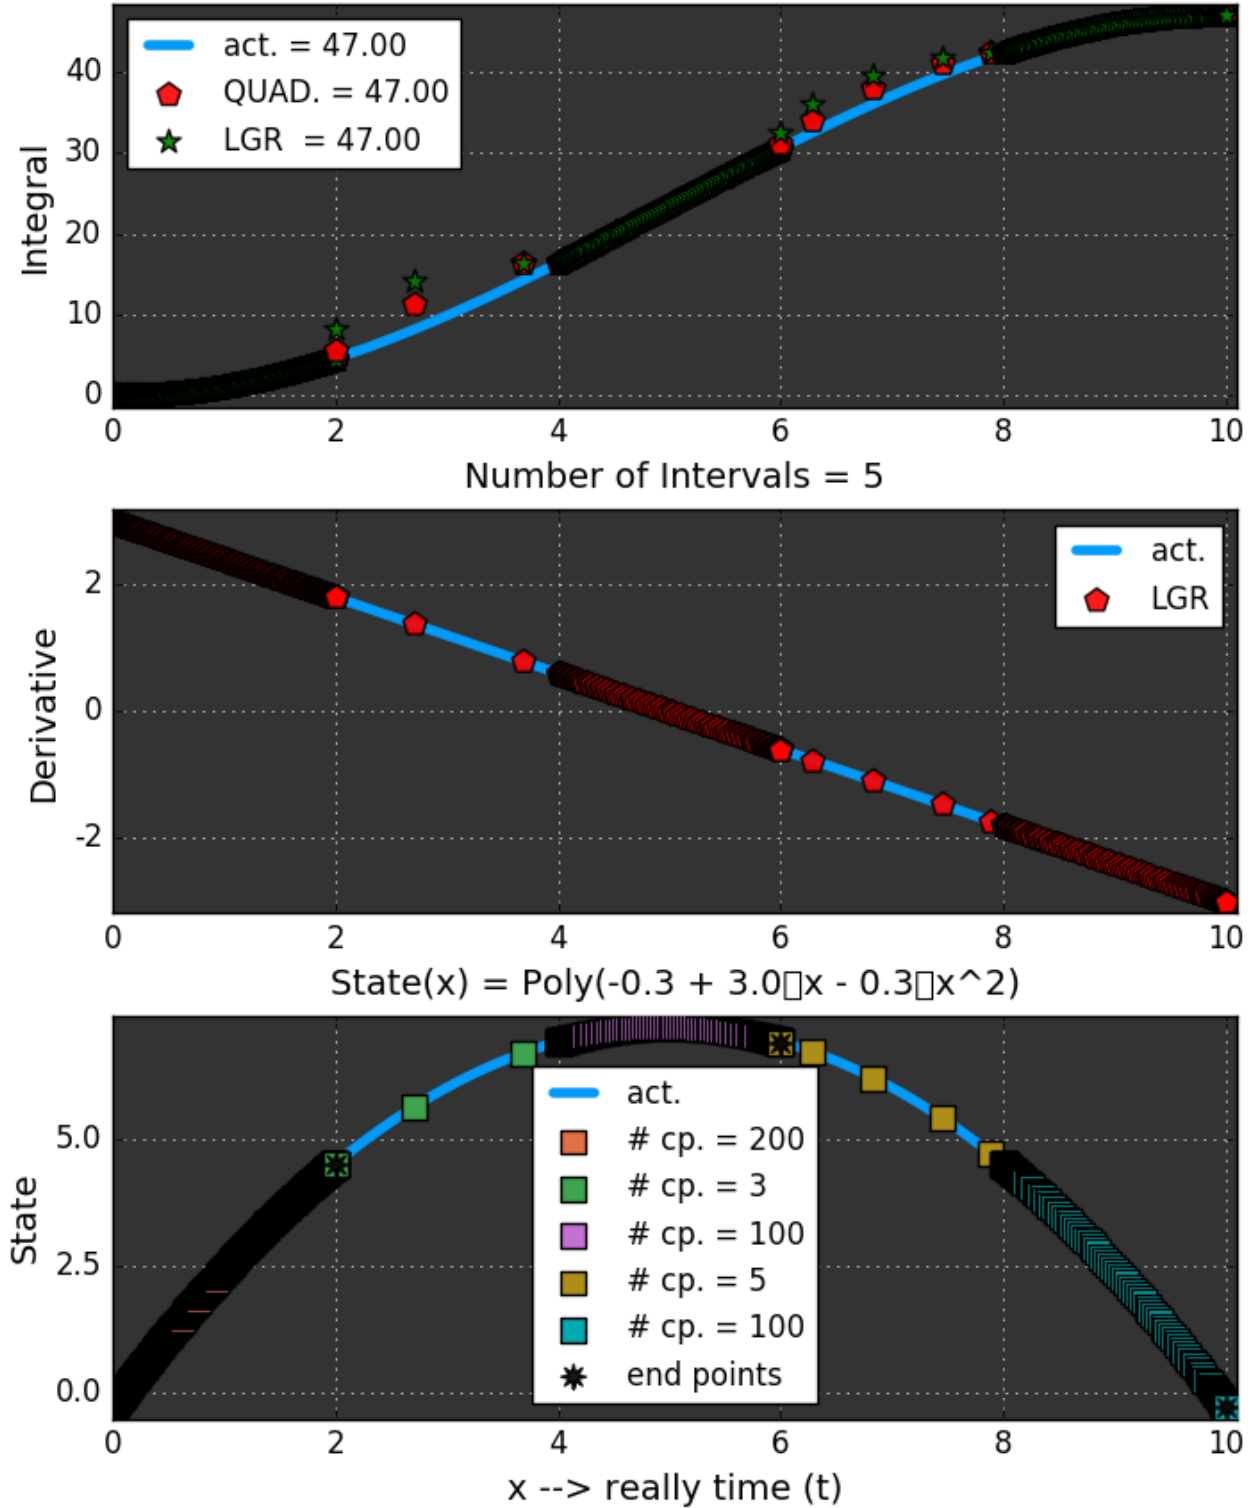 act. = 47.00
QUAD. = 47.00
LGR = 47.00
Integral
40
30
20
10
0
0 2 4 6 8 10
Number of Intervals = 5
act.
LGR
Derivative
2
0
-2
0 2 4 6 8 10
State(x) = Poly(-0.3 + 3.0▯x - 0.3▯x^2)
act.
# cp. = 200
# cp. = 3
# cp. = 100
# cp. = 5
# cp. = 100
end points
State
5.0
2.5
0.0
0 2 4 6 8 10
x --> really time (t)